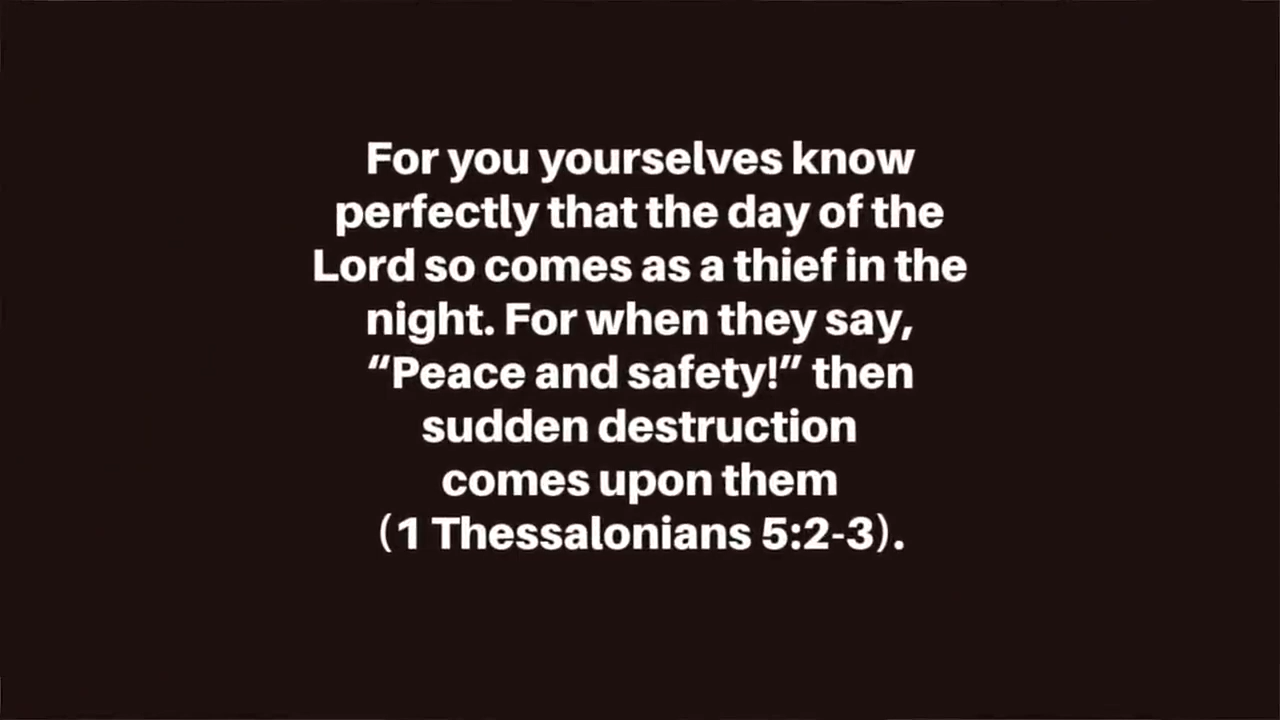 For you yourselves know
perfectly that the day of the
Lord so comes as a thief in the
night. For when they say,
“Peace and safety!” then
sudden destruction
comes upon them
(1 Thessalonians 5:2-3).